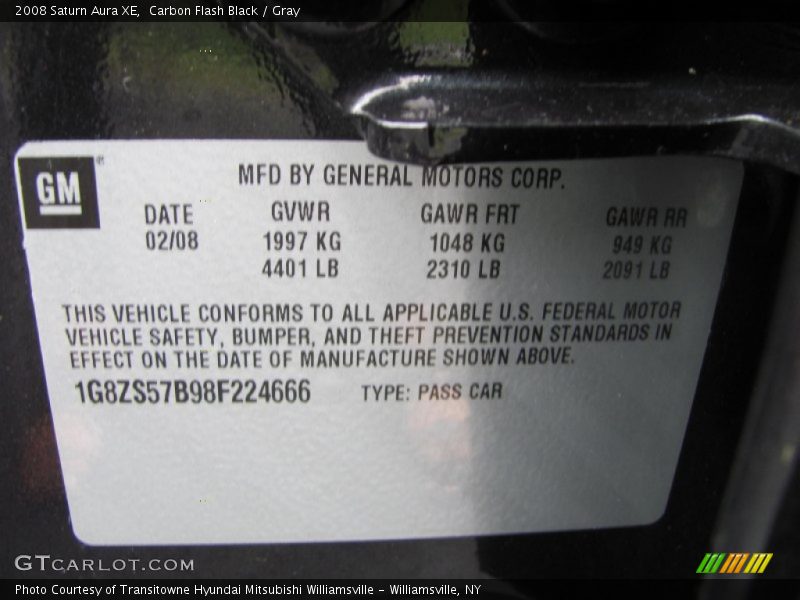 2008 Saturn Aura XE, Carbon Flash Black / Gray
GM®
MFD BY GENERAL MOTORS CORP.
DATE GVWR GAWR FRT GAWR RR
02/08 1997 KG 1048 KG 949 KG
4401 LB 2310 LB 2091 LB
THIS VEHICLE CONFORMS TO ALL APPLICABLE U.S. FEDERAL MOTOR
VEHICLE SAFETY, BUMPER, AND THEFT PREVENTION STANDARDS IN
EFFECT ON THE DATE OF MANUFACTURE SHOWN ABOVE.
1G8ZS57B98F224666 TYPE: PASS CAR
GTCARLOT.COM
Photo Courtesy of Transitowne Hyundai Mitsubishi Williamsville - Williamsville, NY